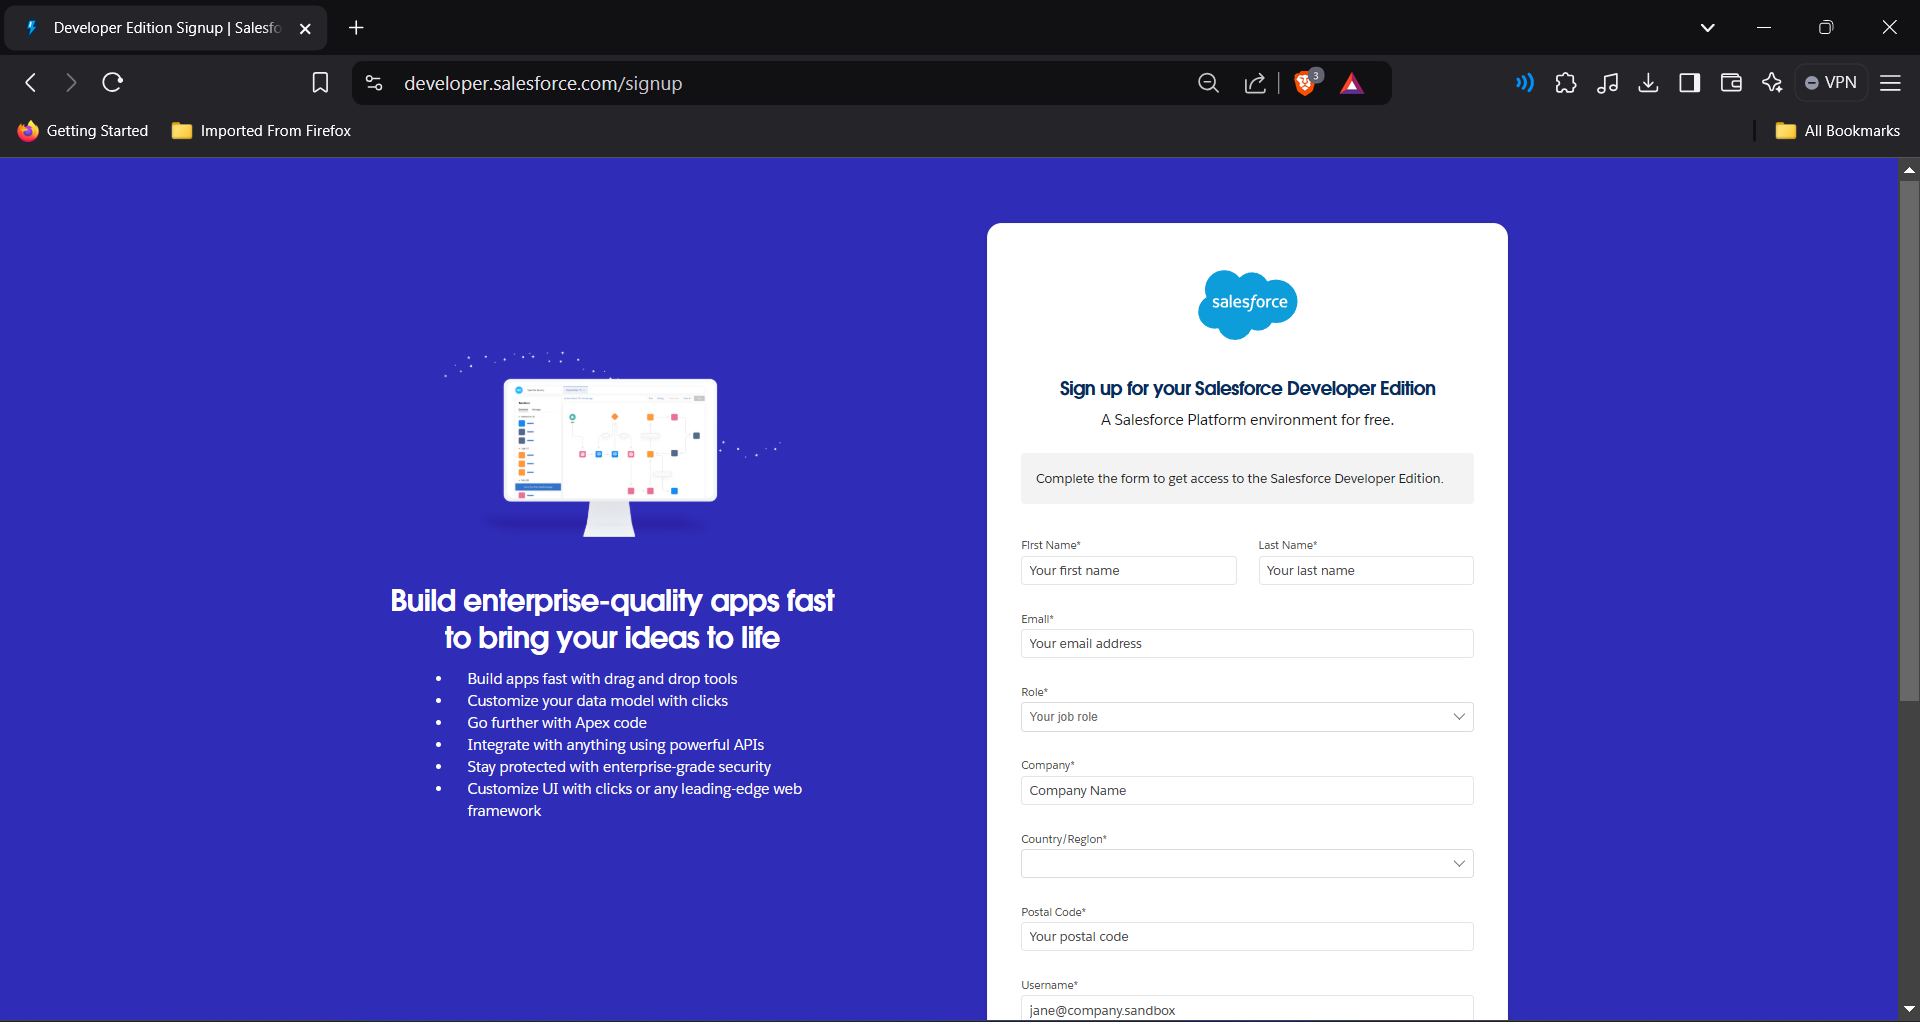 Developer Edition Signup | Salesfo
developer.salesforce.com/signup
3
VPN
Getting Started
Imported From Firefox
All Bookmarks
Build enterprise-quality apps fast
to bring your ideas to life
• Build apps fast with drag and drop tools
• Customize your data model with clicks
• Go further with Apex code
• Integrate with anything using powerful APIs
• Stay protected with enterprise-grade security
• Customize UI with clicks or any leading-edge web
framework
salesforce
Sign up for your Salesforce Developer Edition
A Salesforce Platform environment for free.
Complete the form to get access to the Salesforce Developer Edition.
First Name* Last Name*
Your first name Your last name
Email*
Your email address
Role*
Your job role
Company*
Company Name
Country/Region*
Postal Code*
Your postal code
Username*
jane@company.sandbox